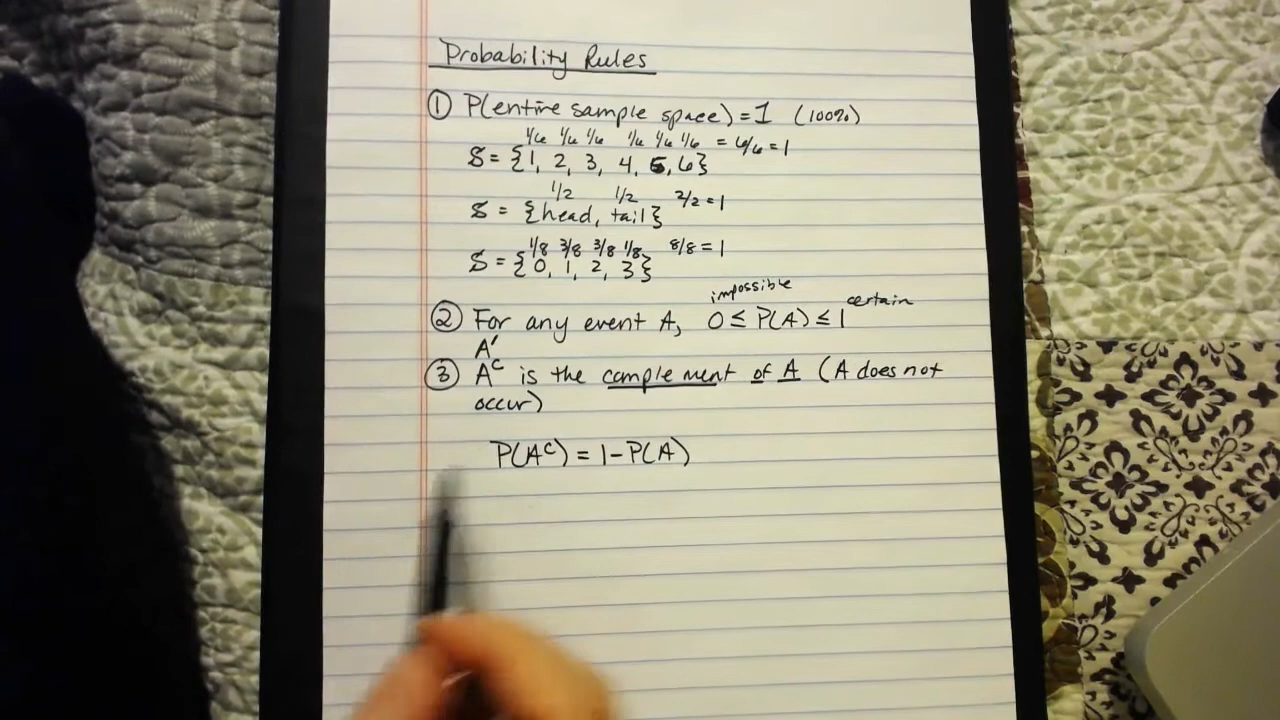 Probability Rules
① P(entire sample space) = 1 (100%)
1/6 1/6 1/6 1/6 1/6 1/6 = 6/6 = 1
S = {1, 2, 3, 4, 5, 6}
1/2 1/2 2/2 = 1
S = {head, tail}
1/8 3/8 3/8 1/8 8/8 = 1
S = {0, 1, 2, 3}
impossible certain
② For any event A, 0 ≤ P(A) ≤ 1
A'
③ Aᶜ is the complement of A (A does not
occur)
P(Aᶜ) = 1 - P(A)